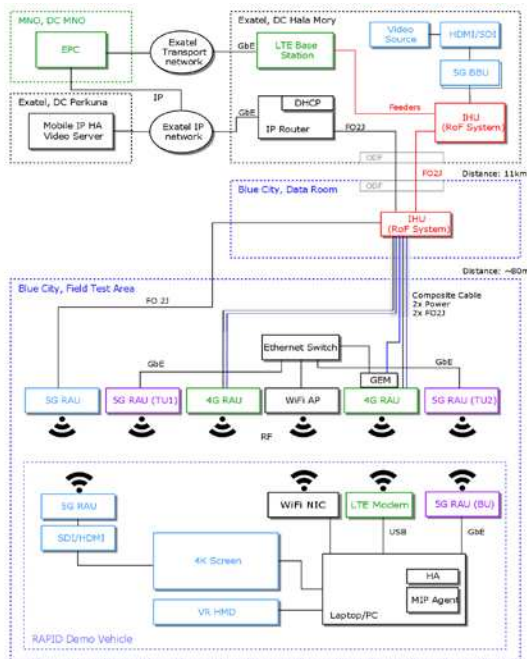 MNO, DC MNO
EPC
Exatel
Transport
network
Exatel, DC Hala Mory
GbE
LTE Base
Station
Video
Source
HDMI/SDI
5G BBU
IP
Exatel, DC Perkuna
Mobile IP HA
Video Server
Exatel IP
network
GbE
DHCP
IP Router
Feeders
IHU
(RoF System)
FO2J
ODF
FO2J
Distance: 11km
ODF
Blue City, Data Room
IHU
(RoF System)
Distance: ~80m
Blue City, Field Test Area
FO 2J
Composite Cable
2x Power
2x FO2J
Ethernet Switch
GbE
GEM
GbE
5G RAU
5G RAU (TU1)
4G RAU
WiFi AP
4G RAU
5G RAU (TU2)
RF
5G RAU
WiFi NIC
LTE Modem
5G RAU (BU)
SDI/HDMI
USB
GbE
4K Screen
HA
MIP Agent
Laptop/PC
VR HMD
RAPID Demo Vehicle